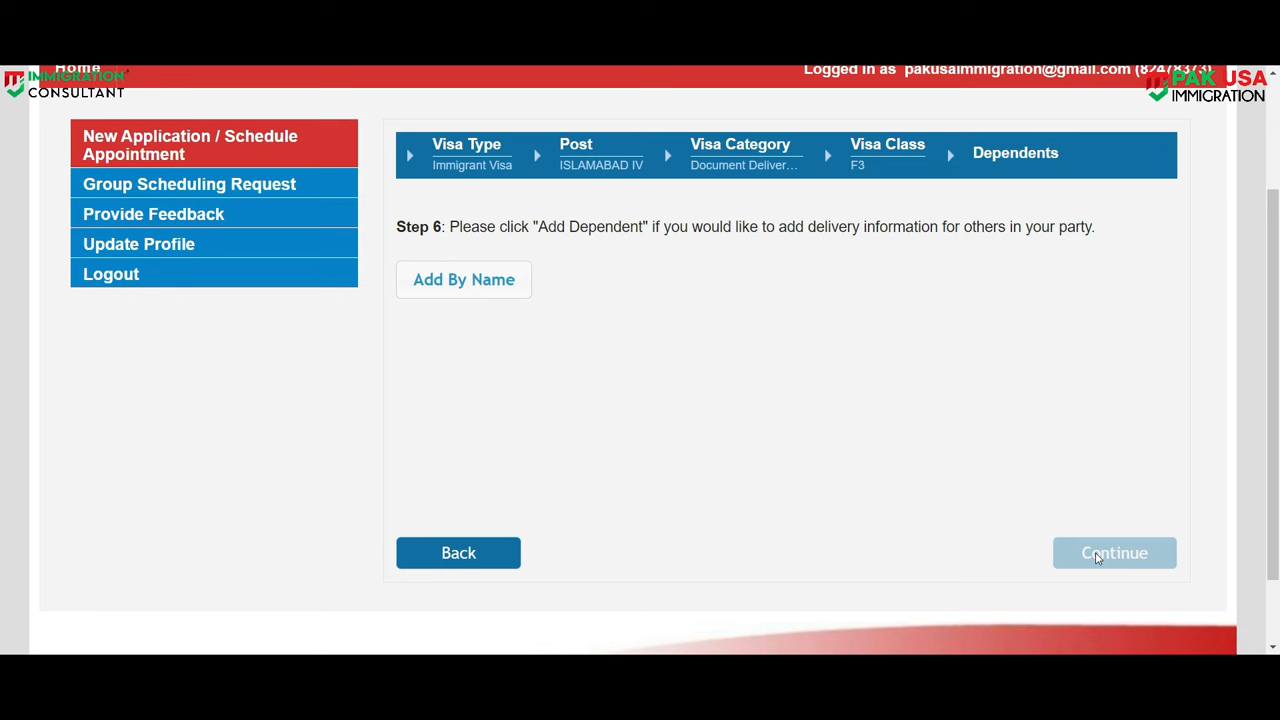 Home
Logged in as pakusaimmigration@gmail.com (82478373)
IMMIGRATION
CONSULTANT
PAK USA
IMMIGRATION
New Application / Schedule
Appointment
Group Scheduling Request
Provide Feedback
Update Profile
Logout
Visa Type
Immigrant Visa
Post
ISLAMABAD IV
Visa Category
Document Deliver...
Visa Class
F3
Dependents
Step 6: Please click "Add Dependent" if you would like to add delivery information for others in your party.
Add By Name
Back
Continue